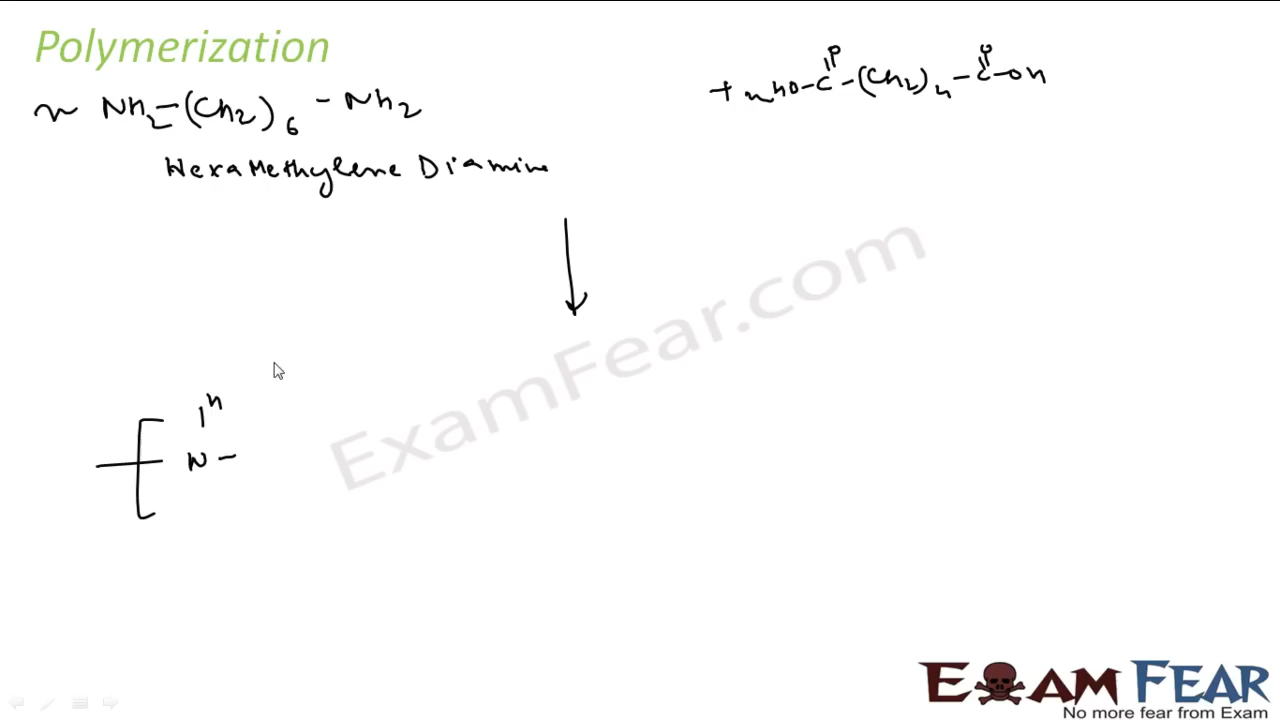 Polymerization
n Nh2-(Ch2)6 - Nh2
+ n ho-C-(Ch2)4-C-oh
O O
HexaMethylene Diamine
h
N -
ExamFear.com
EXAM FEAR
No more fear from Exam